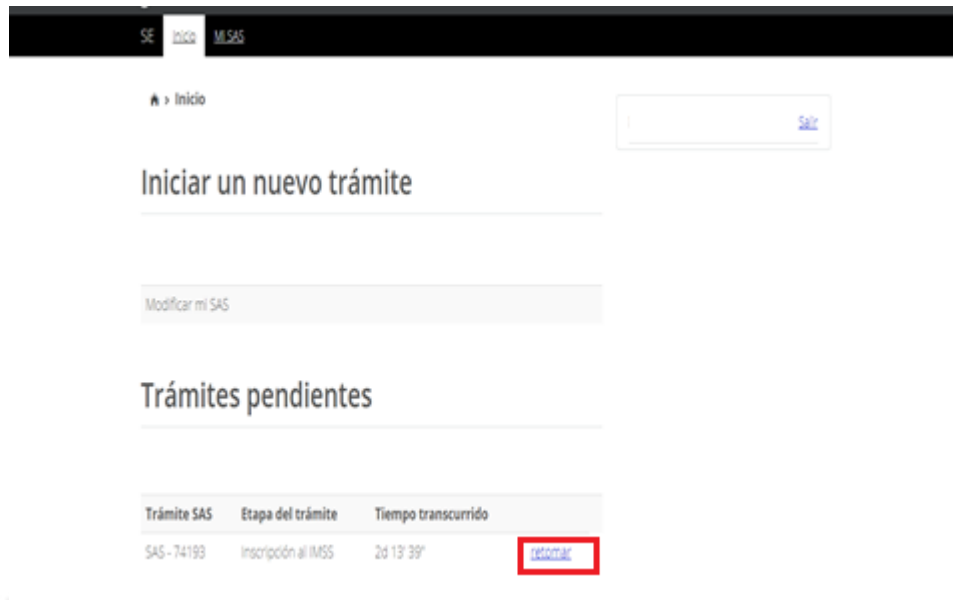 SE Inicio MI SAS
> Inicio
Salir
Iniciar un nuevo trámite
Modificar mi SAS
Trámites pendientes
Trámite SAS Etapa del trámite Tiempo transcurrido
SAS - 74193 Inscripción al IMSS 2d 13' 39" retomar